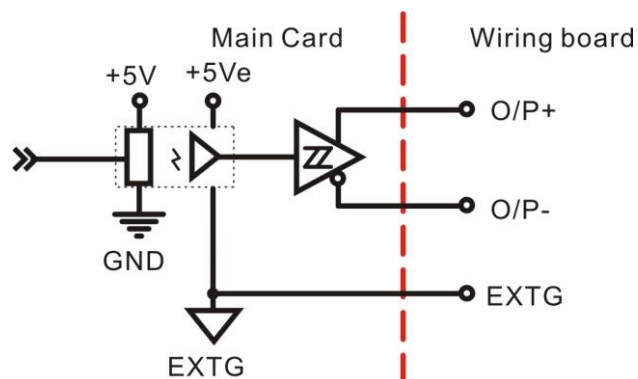 Main Card
Wiring board
+5V
+5Ve
O/P+
O/P-
GND
EXTG
EXTG